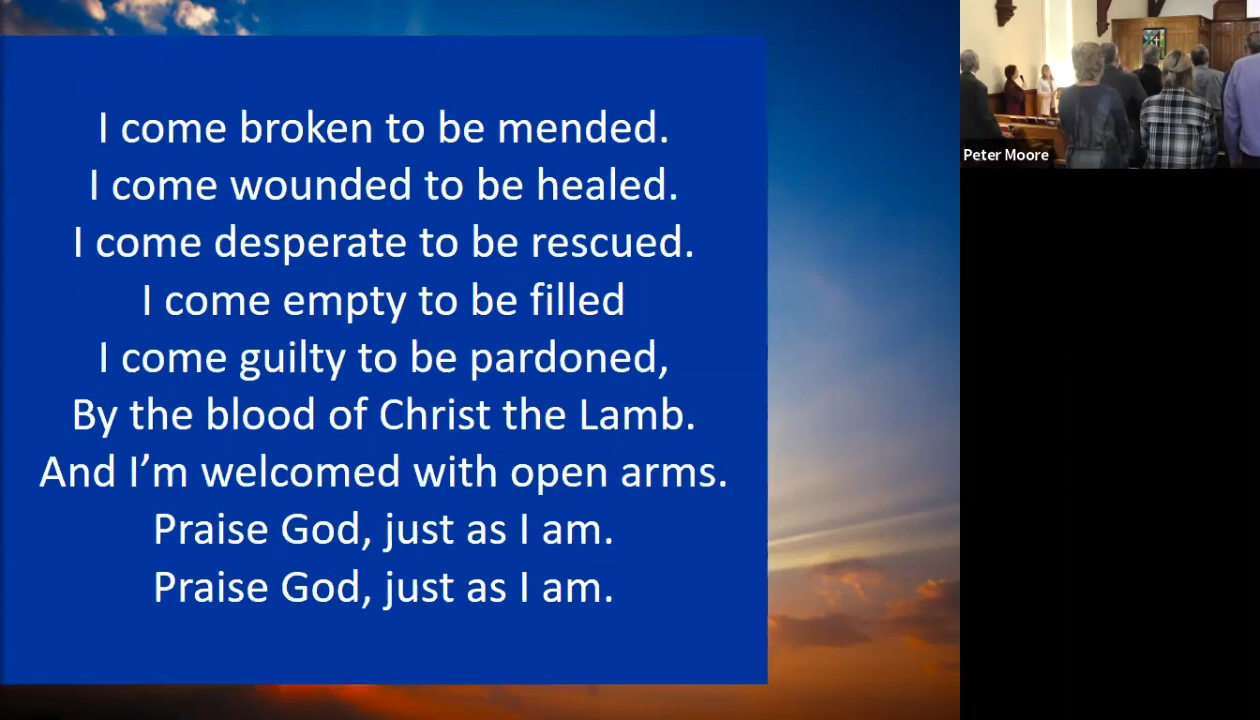 I come broken to be mended.
I come wounded to be healed.
I come desperate to be rescued.
I come empty to be filled
I come guilty to be pardoned,
By the blood of Christ the Lamb.
And I’m welcomed with open arms.
Praise God, just as I am.
Praise God, just as I am.
Peter Moore